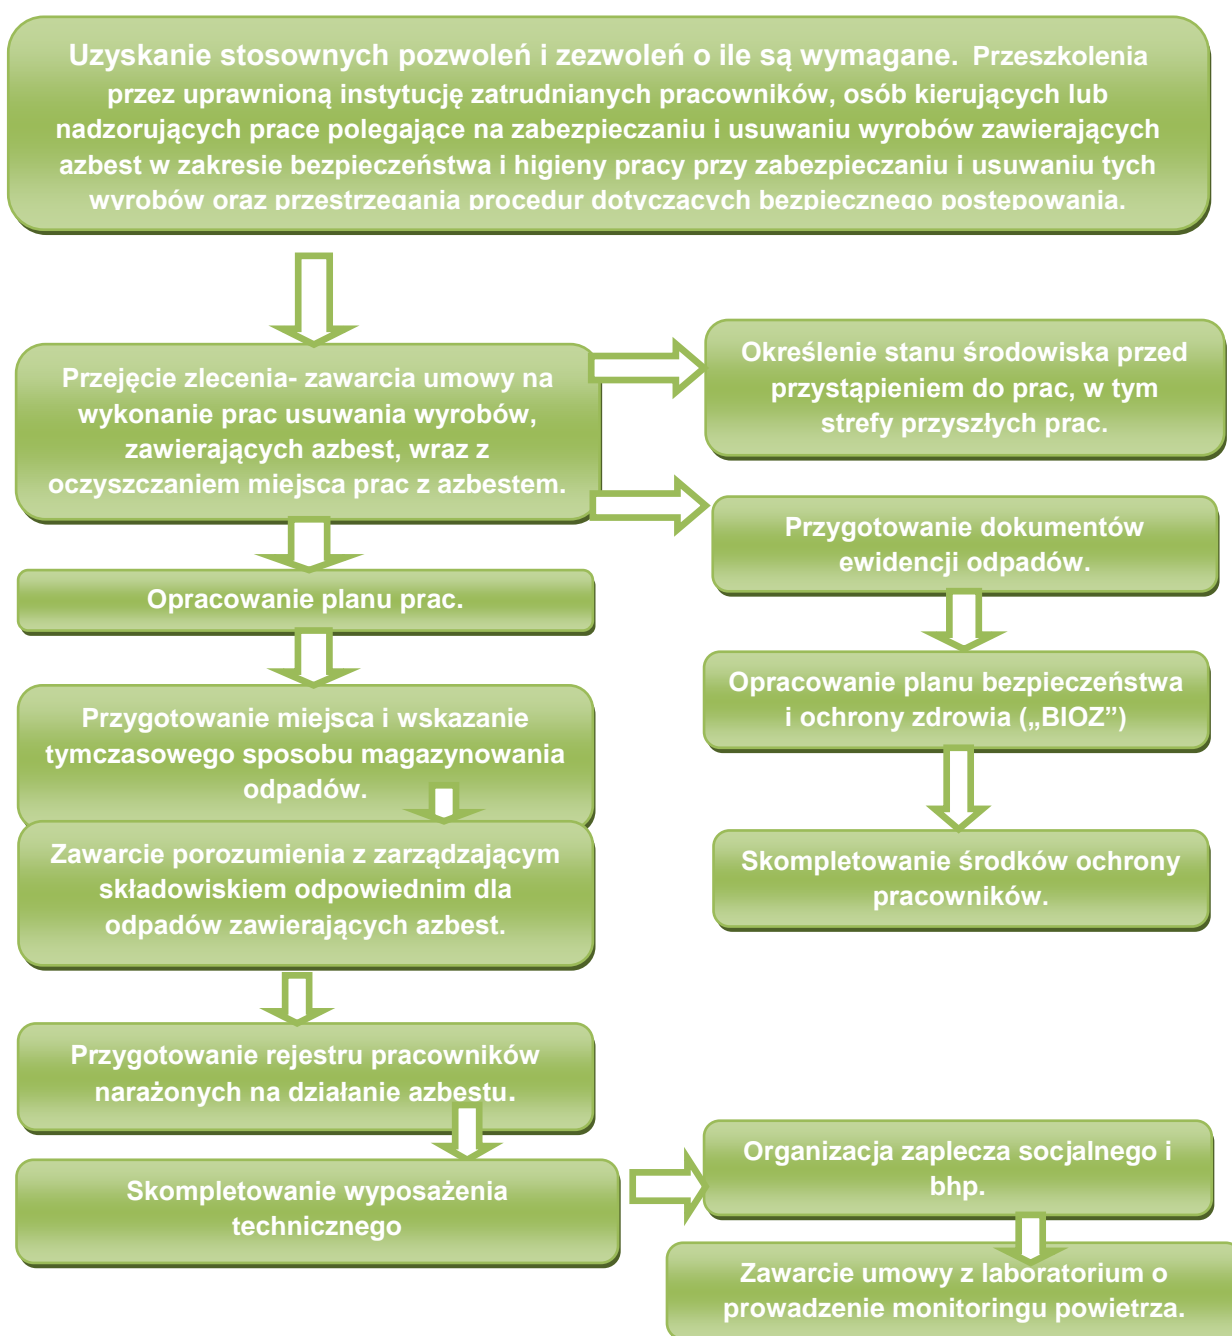 Uzyskanie stosownych pozwoleń i zezwoleń o ile są wymagane. Przeszkolenia
przez uprawnioną instytucję zatrudnianych pracowników, osób kierujących lub
nadzorujących prace polegające na zabezpieczaniu i usuwaniu wyrobów zawierających
azbest w zakresie bezpieczeństwa i higieny pracy przy zabezpieczaniu i usuwaniu tych
wyrobów oraz przestrzegania procedur dotyczących bezpiecznego postępowania.
Przejęcie zlecenia- zawarcia umowy na
wykonanie prac usuwania wyrobów,
zawierających azbest, wraz z
oczyszczaniem miejsca prac z azbestem.
Określenie stanu środowiska przed
przystąpieniem do prac, w tym
strefy przyszłych prac.
Przygotowanie dokumentów
ewidencji odpadów.
Opracowanie planu prac.
Opracowanie planu bezpieczeństwa
i ochrony zdrowia („BIOZ”)
Przygotowanie miejsca i wskazanie
tymczasowego sposobu magazynowania
odpadów.
Zawarcie porozumienia z zarządzającym
składowiskiem odpowiednim dla
odpadów zawierających azbest.
Skompletowanie środków ochrony
pracowników.
Przygotowanie rejestru pracowników
narażonych na działanie azbestu.
Skompletowanie wyposażenia
technicznego
Organizacja zaplecza socjalnego i
bhp.
Zawarcie umowy z laboratorium o
prowadzenie monitoringu powietrza.